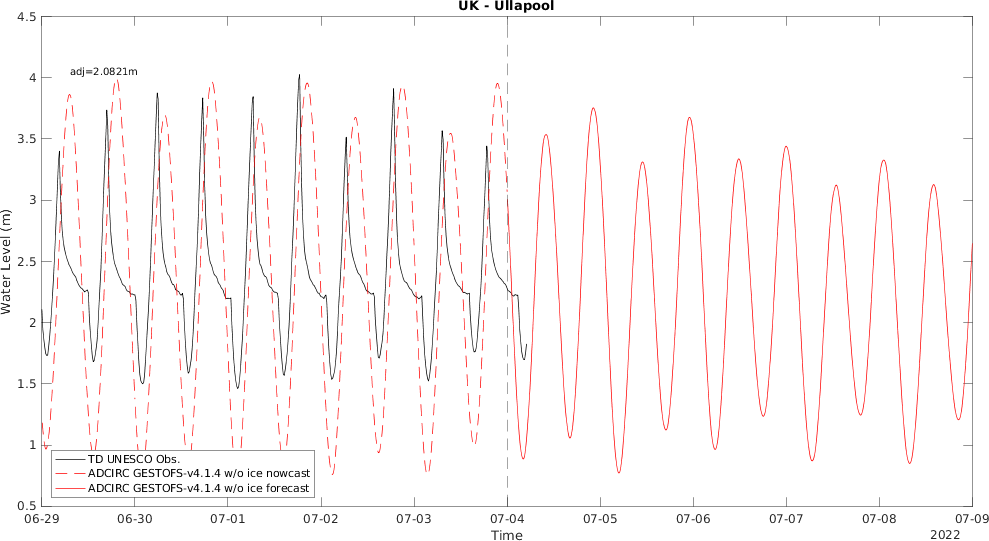 UK - Ullapool
4.5
4
3.5
3
2.5
2
1.5
1
0.5
Water Level (m)
adj=2.0821m
TD UNESCO Obs.
ADCIRC GESTOFS-v4.1.4 w/o ice nowcast
ADCIRC GESTOFS-v4.1.4 w/o ice forecast
06-29 06-30 07-01 07-02 07-03 07-04 07-05 07-06 07-07 07-08 07-09
Time
2022